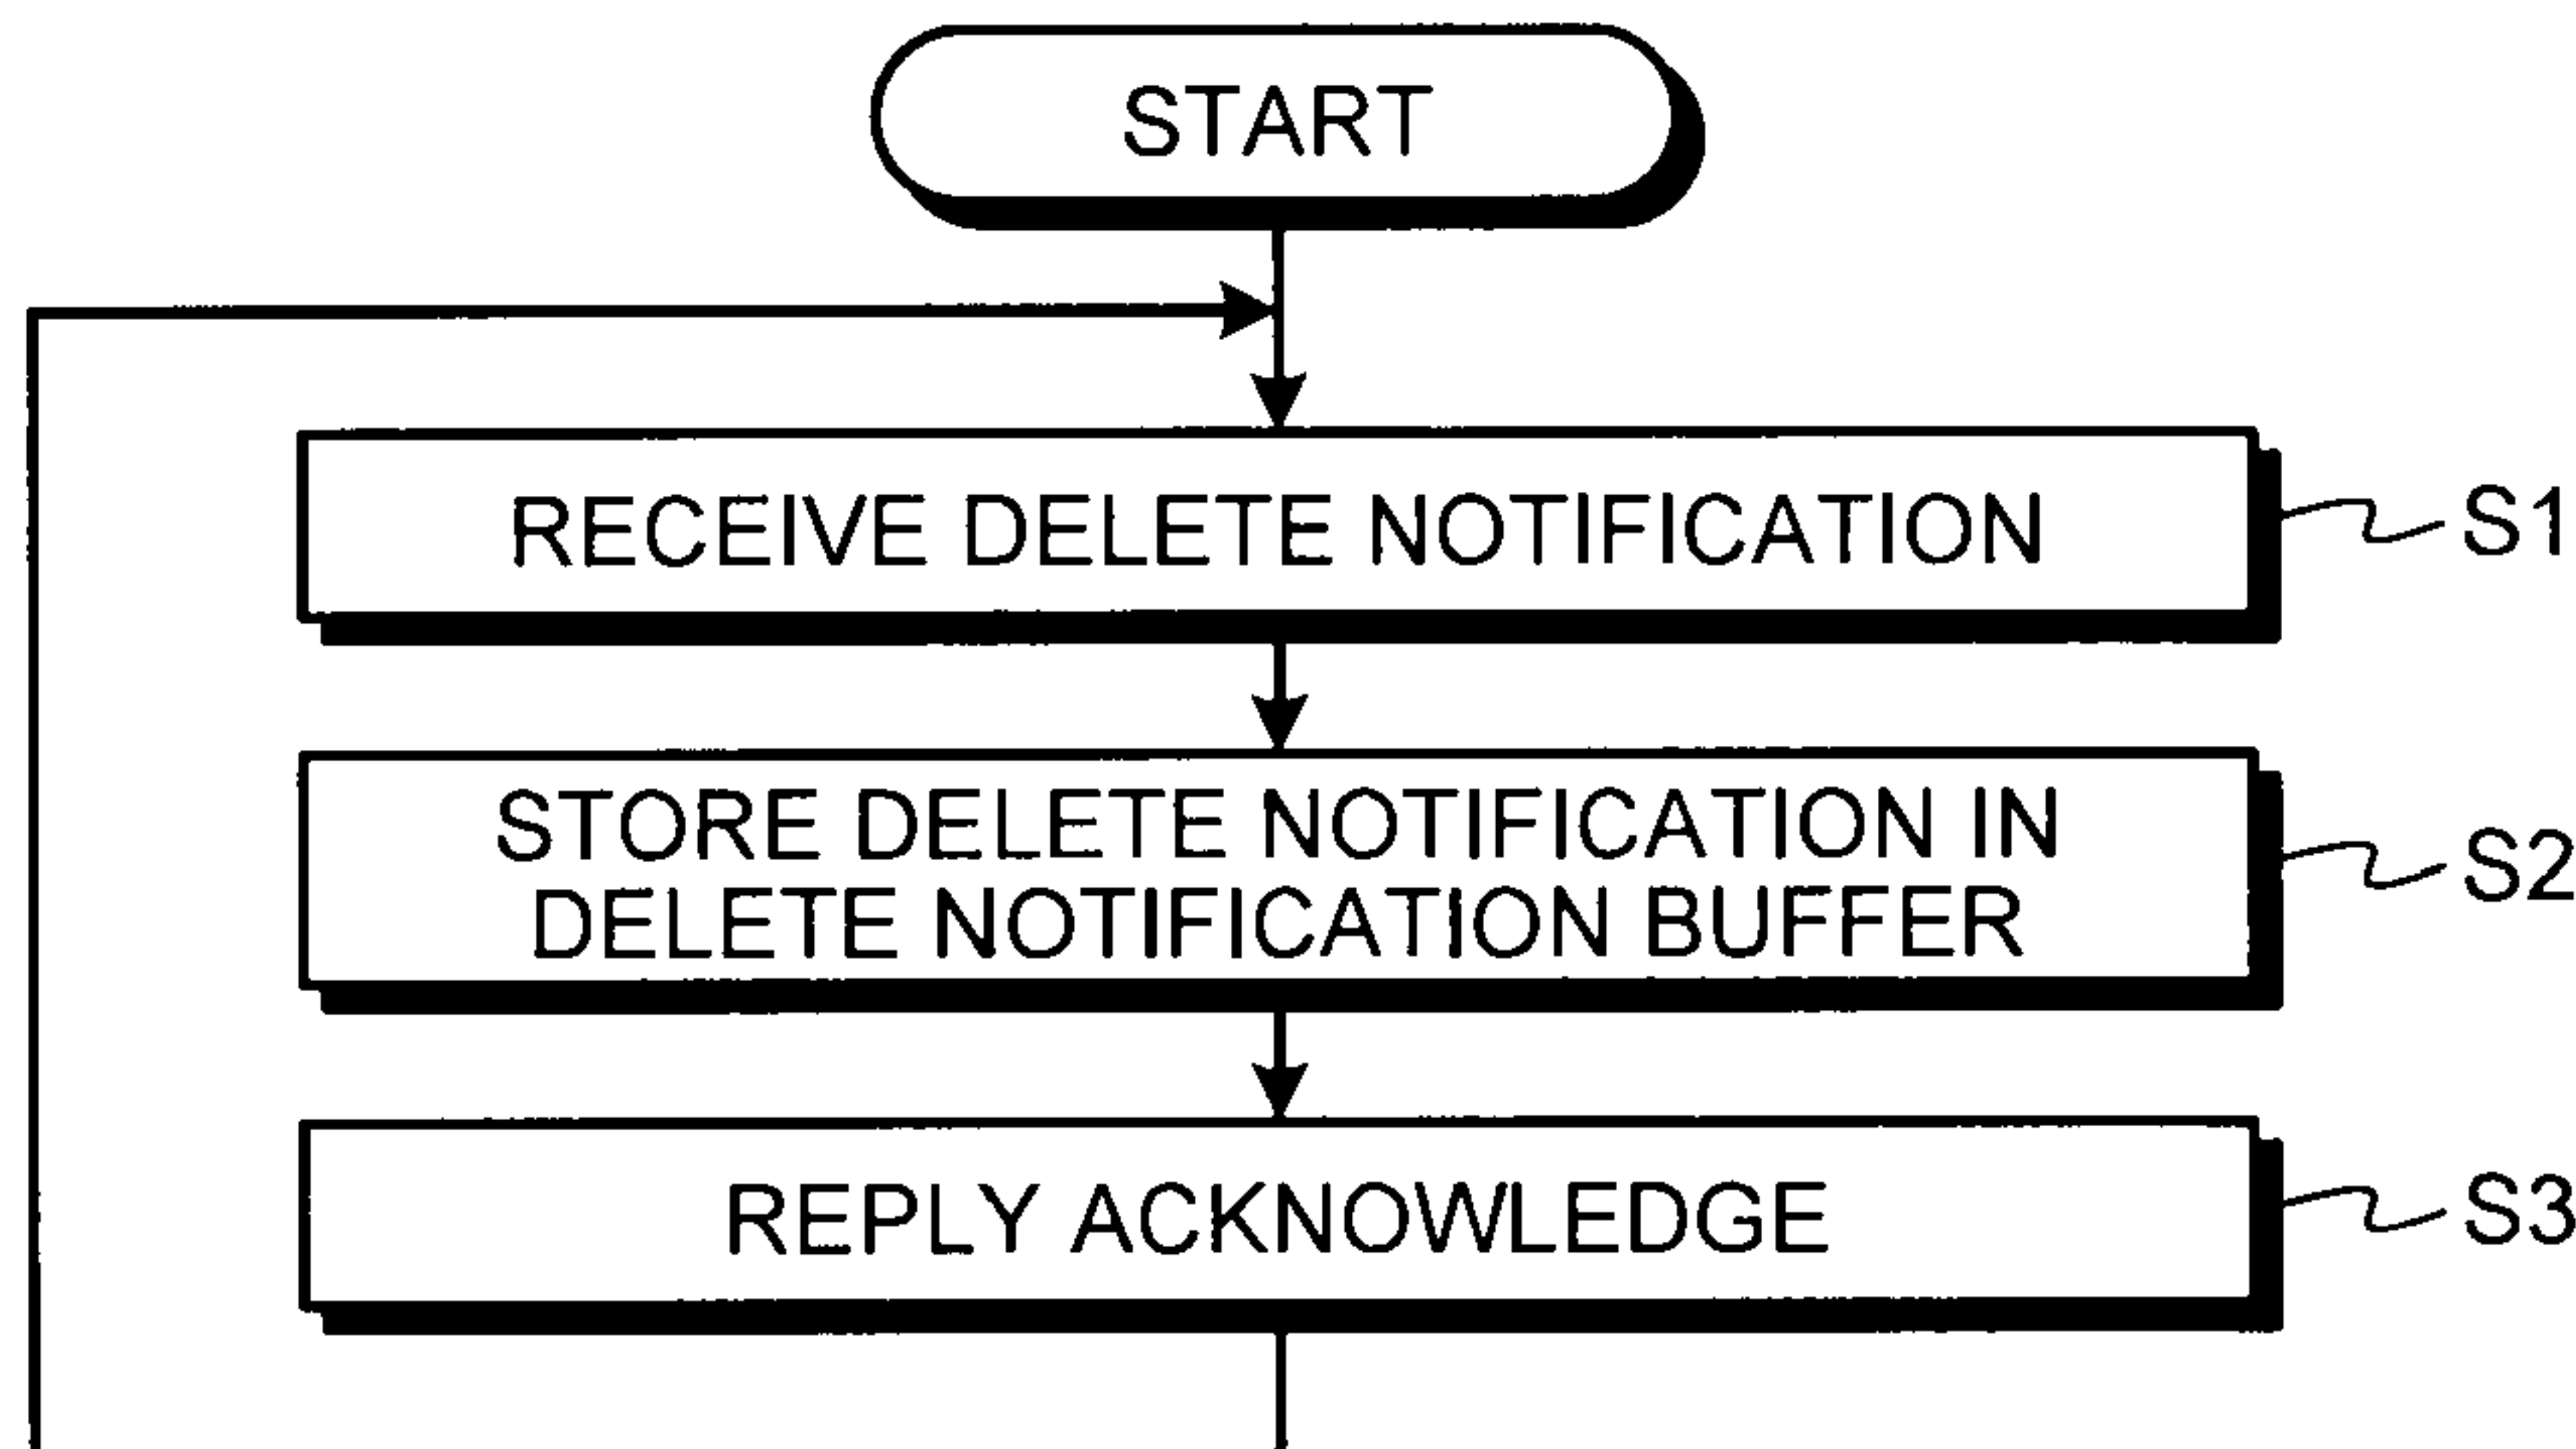 START
RECEIVE DELETE NOTIFICATION
S1
STORE DELETE NOTIFICATION IN
DELETE NOTIFICATION BUFFER
S2
REPLY ACKNOWLEDGE
S3